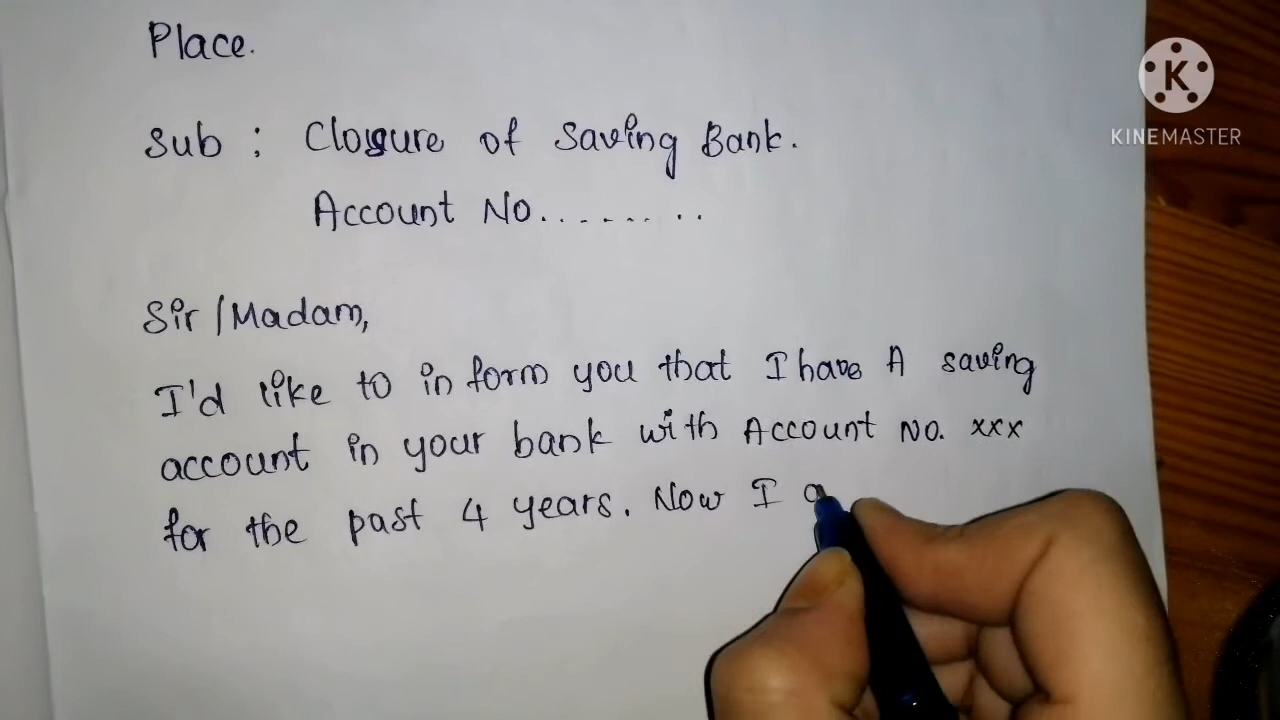 Place.
Sub : Closure of Saving Bank.
Account No.........
Sir/Madam,
I'd like to inform you that I have A saving
account in your bank with Account No. xxx
for the past 4 years. Now I a
K
KINEMASTER